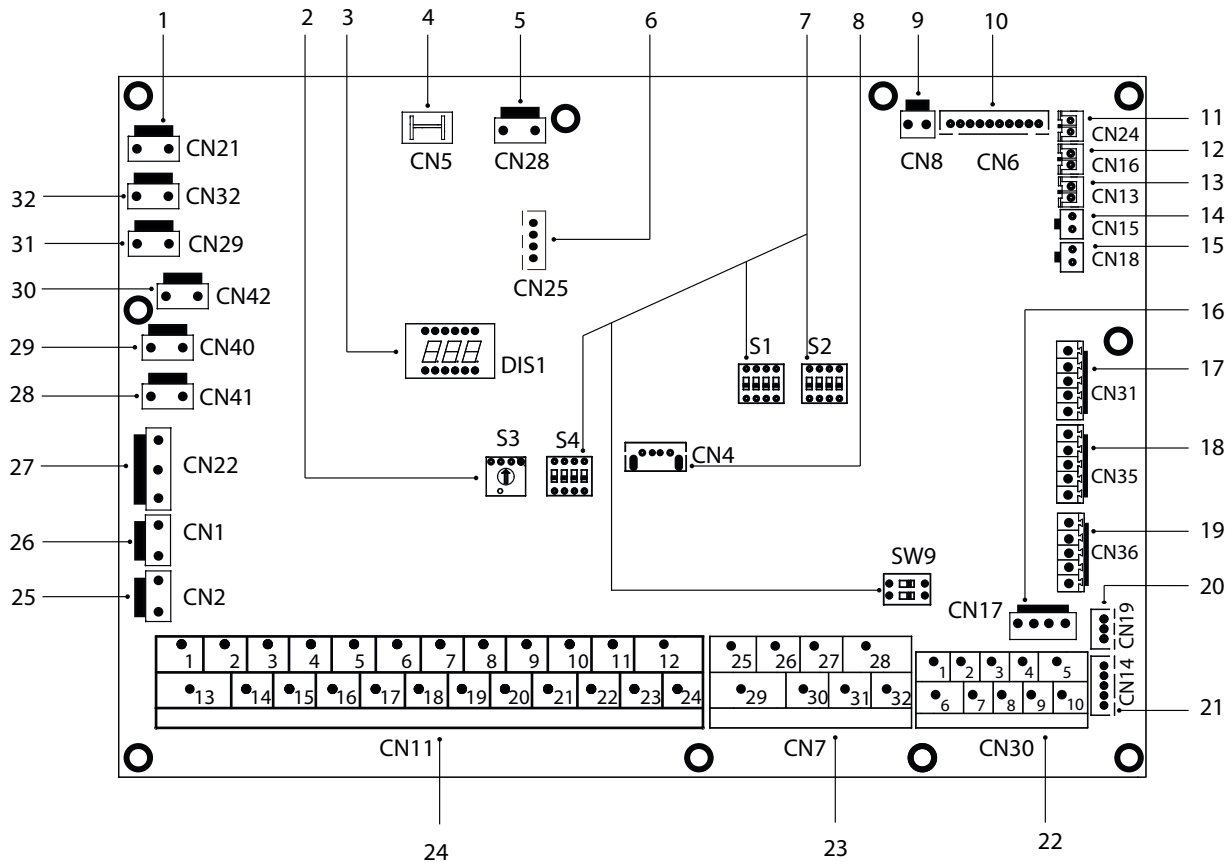 1 2 3 4 5 6 7 8 9 10
11
CN24
12
CN21
CN5
CN28
CN8
CN6
CN16
13
CN13
32
CN32
14
CN15
31
CN29
15
CN18
CN25
30
CN42
16
29
CN40
888
DIS1
S1 S2
17
CN31
28
CN41
S3 S4
CN4
18
CN35
27
CN22
26
CN1
19
CN36
SW9
20
25
CN2
CN17
CN19
1 2 3 4 5 6 7 8 9 10 11 12
25 26 27 28
1 2 3 4 5
13 14 15 16 17 18 19 20 21 22 23 24
29 30 31 32
6 7 8 9 10
CN14
21
CN11
CN7
CN30
24
23
22